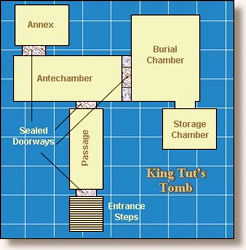 Annex
Burial
Chamber
Antechamber
Sealed
Doorways
Passage
Storage
Chamber
King Tut's
Tomb
Entrance
Steps